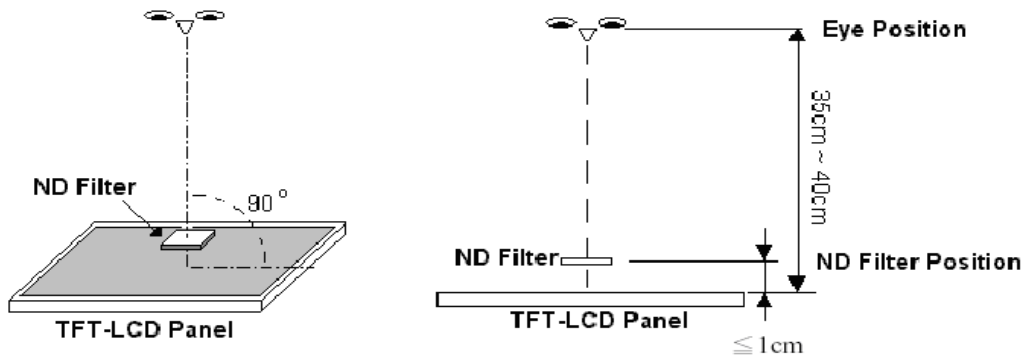 ND Filter
90°
TFT-LCD Panel
Eye Position
35cm ~ 40cm
ND Filter
ND Filter Position
TFT-LCD Panel
≦1cm